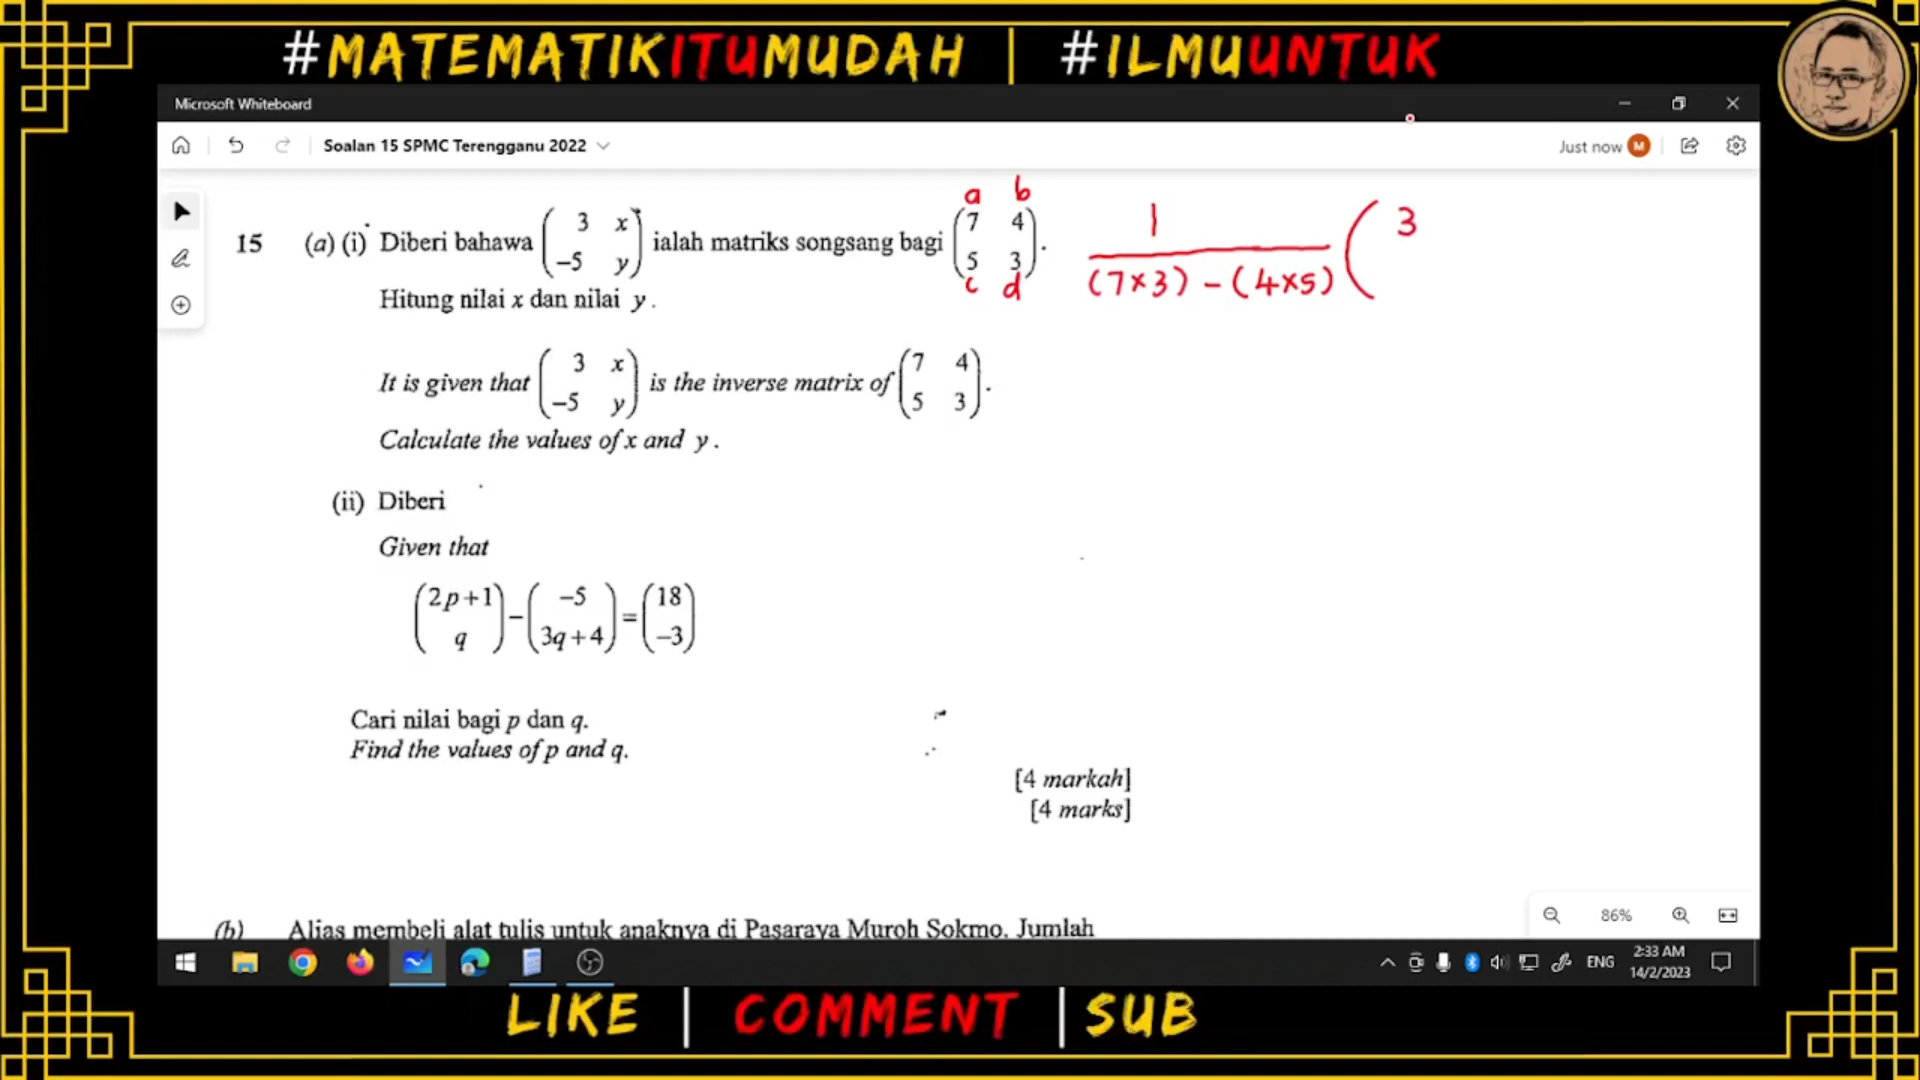 #MATEMATIKITUMUDAH | #ILMUUNTUK
Microsoft Whiteboard
Soalan 15 SPMC Terengganu 2022
Just now M
a b
15 (a) (i) Diberi bahawa (3 x; -5 y) ialah matriks songsang bagi (7 4; 5 3).
c d
1/((7×3) - (4×5)) ( 3
Hitung nilai x dan nilai y.
It is given that (3 x; -5 y) is the inverse matrix of (7 4; 5 3).
Calculate the values of x and y.
(ii) Diberi
Given that
(2p+1; q) - (-5; 3q+4) = (18; -3)
Cari nilai bagi p dan q.
Find the values of p and q.
[4 markah]
[4 marks]
(b) Alias membeli alat tulis untuk anaknya di Pasaraya Muroh Sokmo. Jumlah
86%
ENG
2:33 AM
14/2/2023
LIKE | COMMENT | SUB